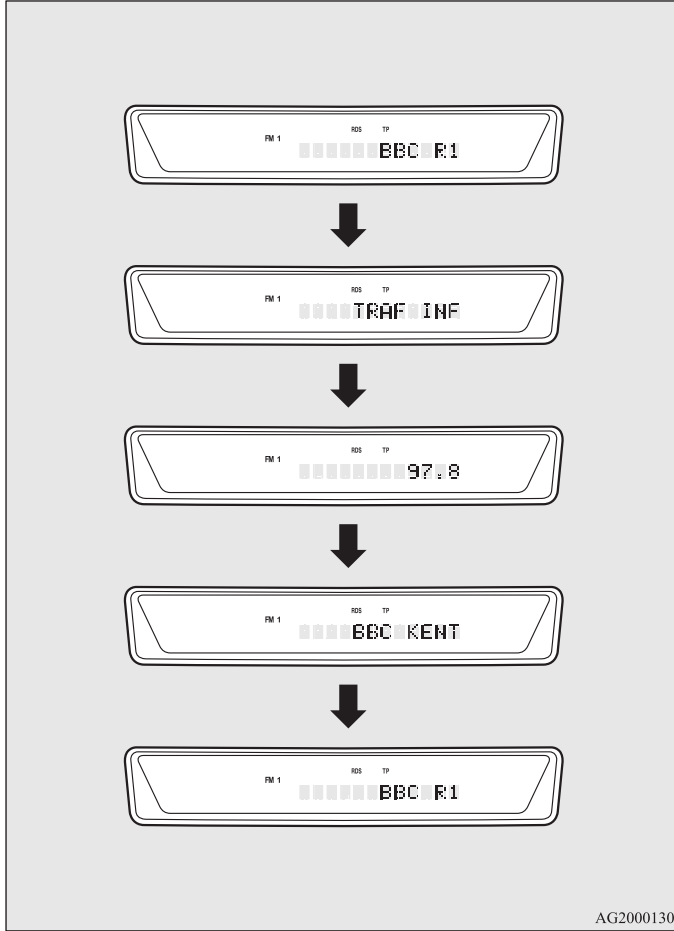 RDS TP
FM 1
BBC R1
RDS TP
FM 1
TRAF INF
RDS TP
FM 1
97.8
RDS TP
FM 1
BBC KENT
RDS TP
FM 1
BBC R1
AG2000130